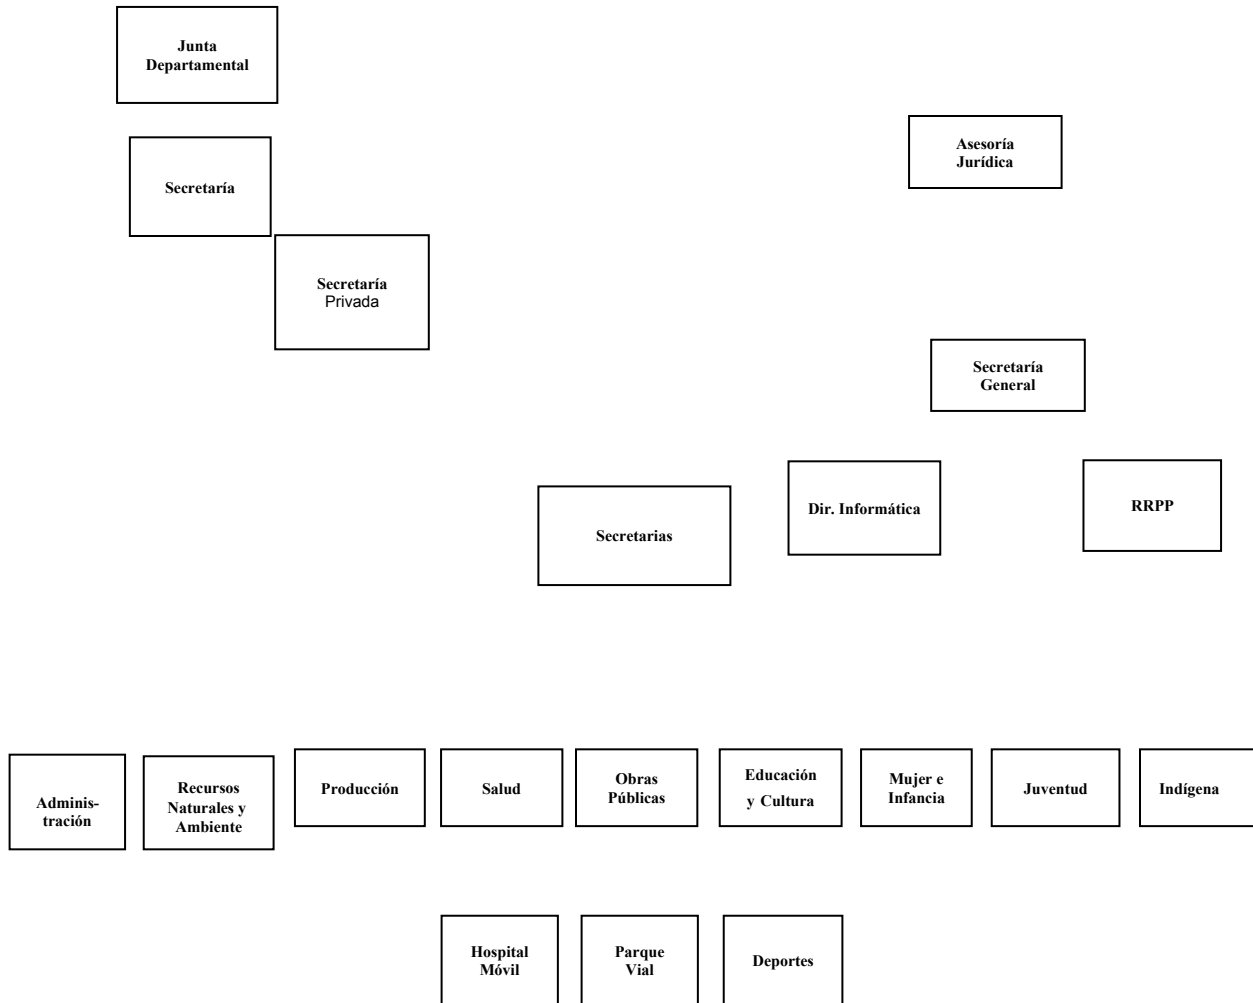 Junta
Departamental
Asesoría
Jurídica
Secretaría
Secretaría
Privada
Secretaría
General
Dir. Informática
RRPP
Secretarias
Adminis-
tración
Recursos
Naturales y
Ambiente
Producción
Salud
Obras
Públicas
Educación
y Cultura
Mujer e
Infancia
Juventud
Indígena
Hospital
Móvil
Parque
Vial
Deportes